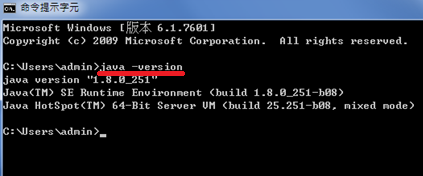 命令提示字元
Microsoft Windows [版本 6.1.7601]
Copyright (c) 2009 Microsoft Corporation.  All rights reserved.
C:\Users\admin>java -version
java version "1.8.0_251"
Java(TM) SE Runtime Environment (build 1.8.0_251-b08)
Java HotSpot(TM) 64-Bit Server VM (build 25.251-b08, mixed mode)
C:\Users\admin>_